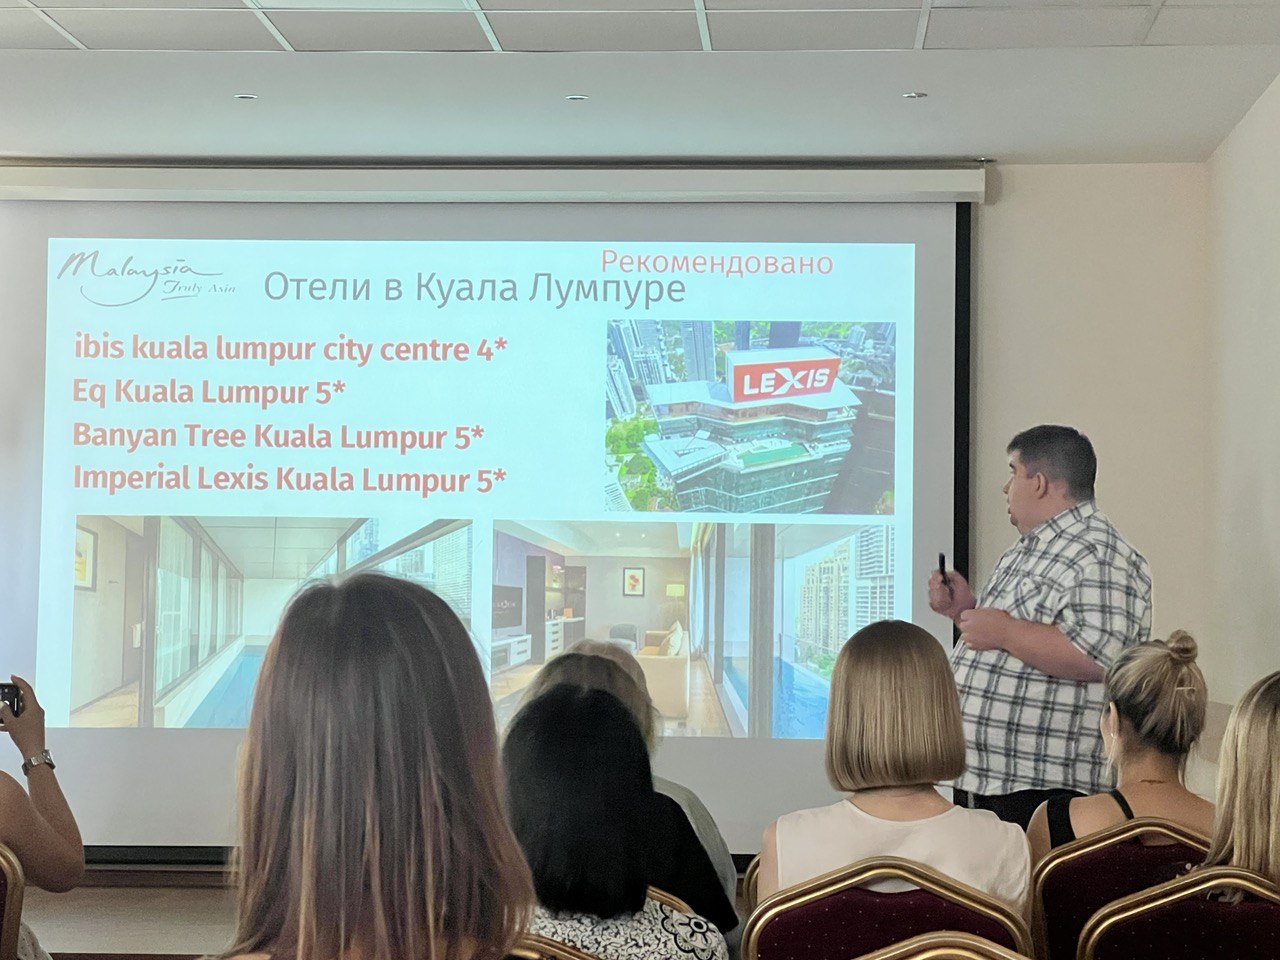 Malaysia
Truly Asia
Рекомендовано
Отели в Куала Лумпуре
ibis kuala lumpur city centre 4*
Eq Kuala Lumpur 5*
Banyan Tree Kuala Lumpur 5*
Imperial Lexis Kuala Lumpur 5*
LEXIS